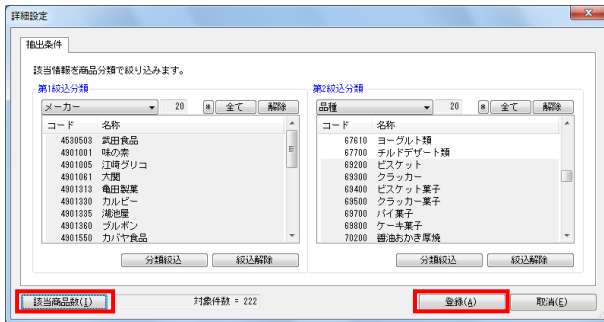 詳細設定
抽出条件
該当情報を商品分類で絞り込みます。
第1絞込分類
メーカー 20 * 全て 解除
コード 名称
4530503 武田食品
4901001 味の素
4901005 江崎グリコ
4901061 大関
4901313 亀田製菓
4901330 カルビー
4901335 湖池屋
4901360 ブルボン
4901550 カバヤ食品
分類絞込 絞込解除
第2絞込分類
品種 20 * 全て 解除
コード 名称
67610 ヨーグルト類
67700 チルドデザート類
69200 ビスケット
69300 クラッカー
69400 ビスケット菓子
69500 クラッカー菓子
69700 パイ菓子
69800 ケーキ菓子
70200 醤油おかき厚焼
分類絞込 絞込解除
該当商品数(I) 対象件数 = 222 登録(A) 取消(E)